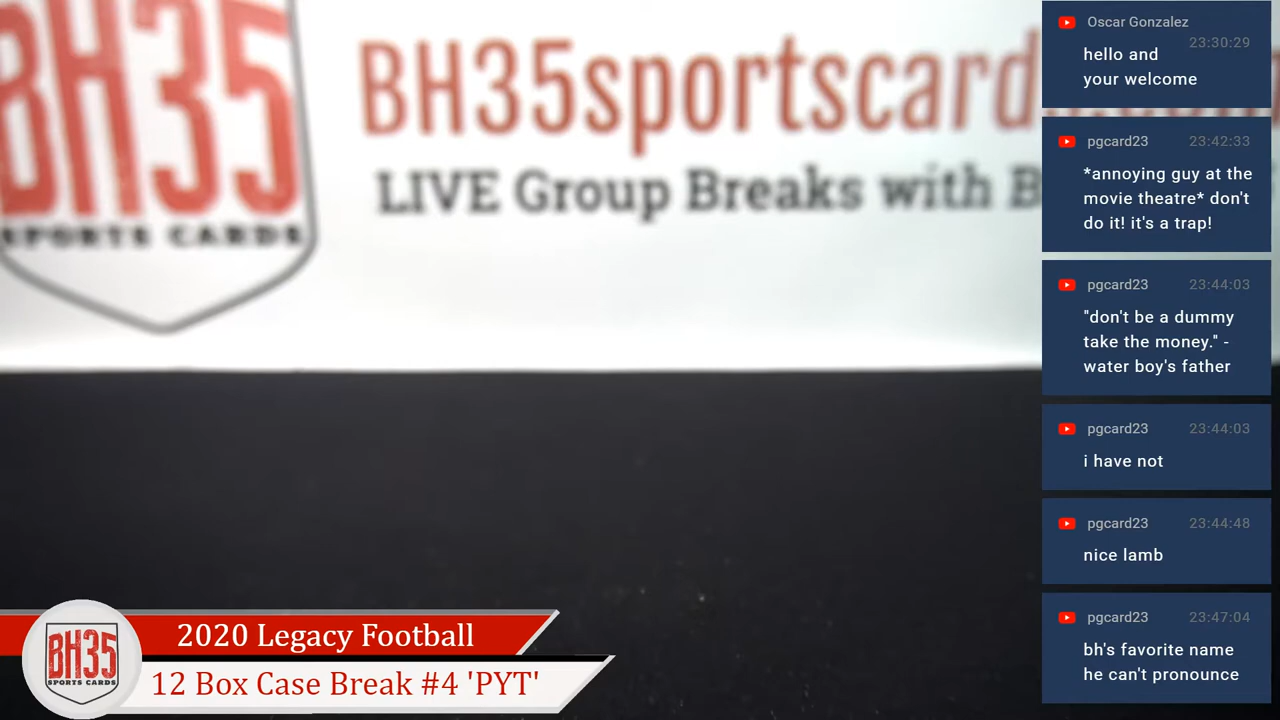 BH35
SPORTS CARDS
BH35sportscard
LIVE Group Breaks with B
Oscar Gonzalez
23:30:29
hello and
your welcome
pgcard23 23:42:33
*annoying guy at the
movie theatre* don't
do it! it's a trap!
pgcard23 23:44:03
"don't be a dummy
take the money." -
water boy's father
pgcard23 23:44:03
i have not
pgcard23 23:44:48
nice lamb
pgcard23 23:47:04
bh's favorite name
he can't pronounce
BH35
SPORTS CARDS
2020 Legacy Football
12 Box Case Break #4 'PYT'